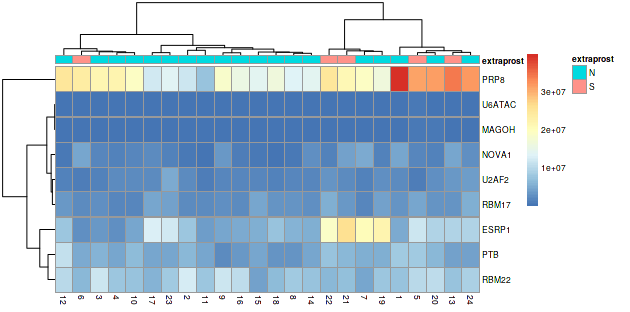 extraprost
PRP8
U6ATAC
MAGOH
NOVA1
U2AF2
RBM17
ESRP1
PTB
RBM22
12 6 3 4 10 17 23 2 11 9 16 15 18 8 14 22 21 7 19 1 5 20 13 24
3e+07
2e+07
1e+07
extraprost
N
S